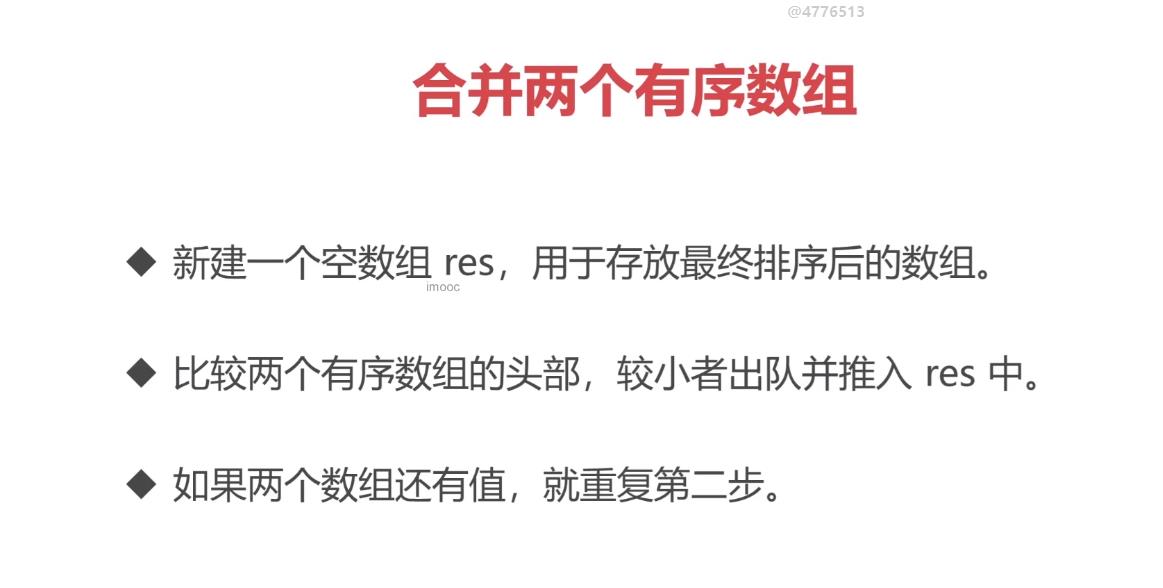 @4776513
合并两个有序数组
◆ 新建一个空数组 res，用于存放最终排序后的数组。
imooc
◆ 比较两个有序数组的头部，较小者出队并推入 res 中。
◆ 如果两个数组还有值，就重复第二步。